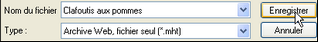 Nom du fichier Clafoutis aux pommes Enregistrer
Type : Archive Web, fichier seul (*.mht) Annuler